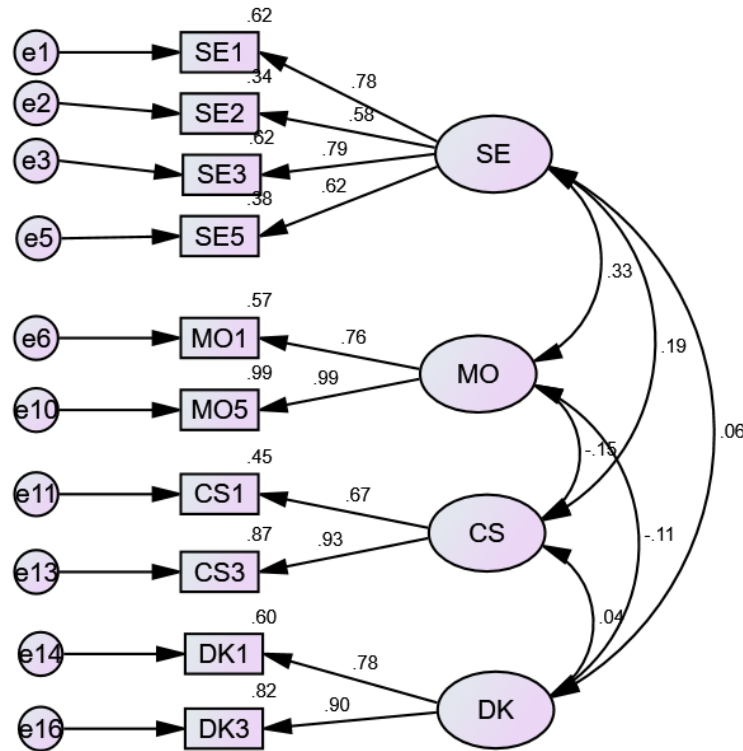 .62
e1 SE1 .78
.34
e2 SE2 .58
.62
e3 SE3 .79 SE
.38 .62
e5 SE5
.33
.57
e6 MO1 .76 .19
.99 MO
e10 MO5 .99 .06
.45 -.15
e11 CS1 .67
.87 CS -.11
e13 CS3 .93
.60 .04
e14 DK1 .78
.82 DK
e16 DK3 .90